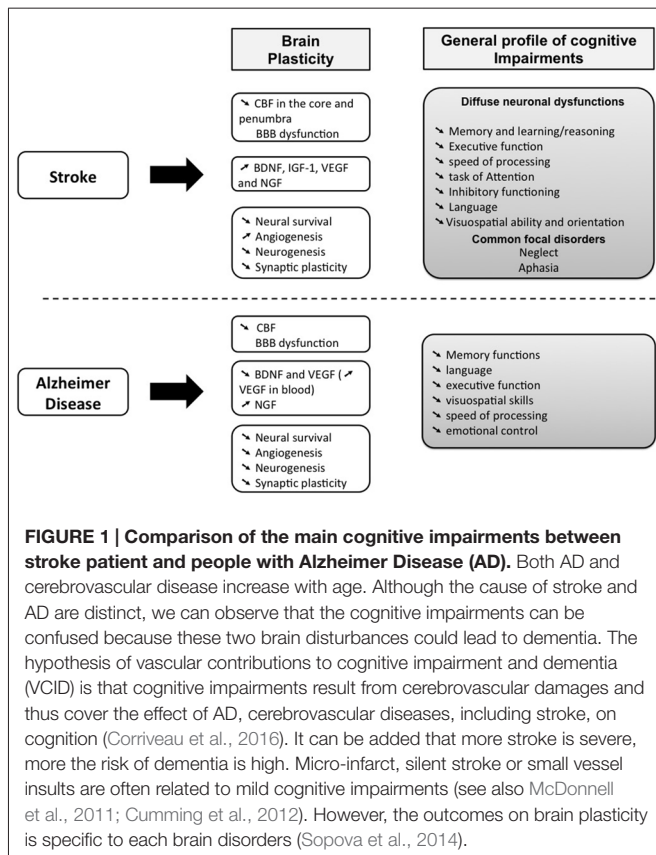 Brain
Plasticity
General profile of cognitive
Impairments
Stroke
↘ CBF in the core and
penumbra
BBB dysfunction
↗ BDNF, IGF-1, VEGF
and NGF
↘ Neural survival
↗ Angiogenesis
↘ Neurogenesis
↘ Synaptic plasticity
Diffuse neuronal dysfunctions
↘ Memory and learning/reasoning
↘ Executive function
↘ speed of processing
↘ task of Attention
↘ Inhibitory functioning
↘ Language
↘ Visuospatial ability and orientation
Common focal disorders
Neglect
Aphasia
Alzheimer
Disease
↘ CBF
BBB dysfunction
↘ BDNF and VEGF (↗
VEGF in blood)
↗ NGF
↘ Neural survival
↘ Angiogenesis
↘ Neurogenesis
↘ Synaptic plasticity
↘ Memory functions
↘ language
↘ executive function
↘ visuospatial skills
↘ speed of processing
↘ emotional control
FIGURE 1 | Comparison of the main cognitive impairments between
stroke patient and people with Alzheimer Disease (AD). Both AD and
cerebrovascular disease increase with age. Although the cause of stroke and
AD are distinct, we can observe that the cognitive impairments can be
confused because these two brain disturbances could lead to dementia. The
hypothesis of vascular contributions to cognitive impairment and dementia
(VCID) is that cognitive impairments result from cerebrovascular damages and
thus cover the effect of AD, cerebrovascular diseases, including stroke, on
cognition (Corriveau et al., 2016). It can be added that more stroke is severe,
more the risk of dementia is high. Micro-infarct, silent stroke or small vessel
insults are often related to mild cognitive impairments (see also McDonnell
et al., 2011; Cumming et al., 2012). However, the outcomes on brain plasticity
is specific to each brain disorders (Sopova et al., 2014).